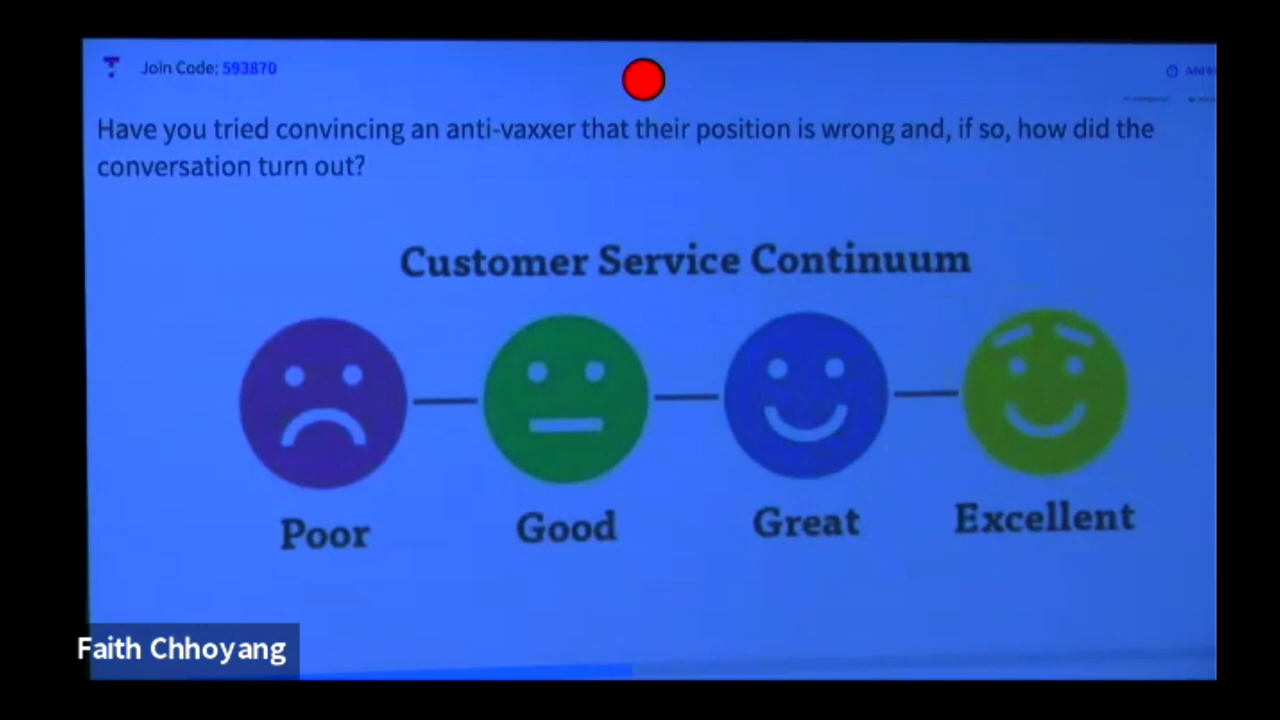 Join Code: 593870
Have you tried convincing an anti-vaxxer that their position is wrong and, if so, how did the
conversation turn out?
Customer Service Continuum
Poor
Good
Great
Excellent
Faith Chhoyang